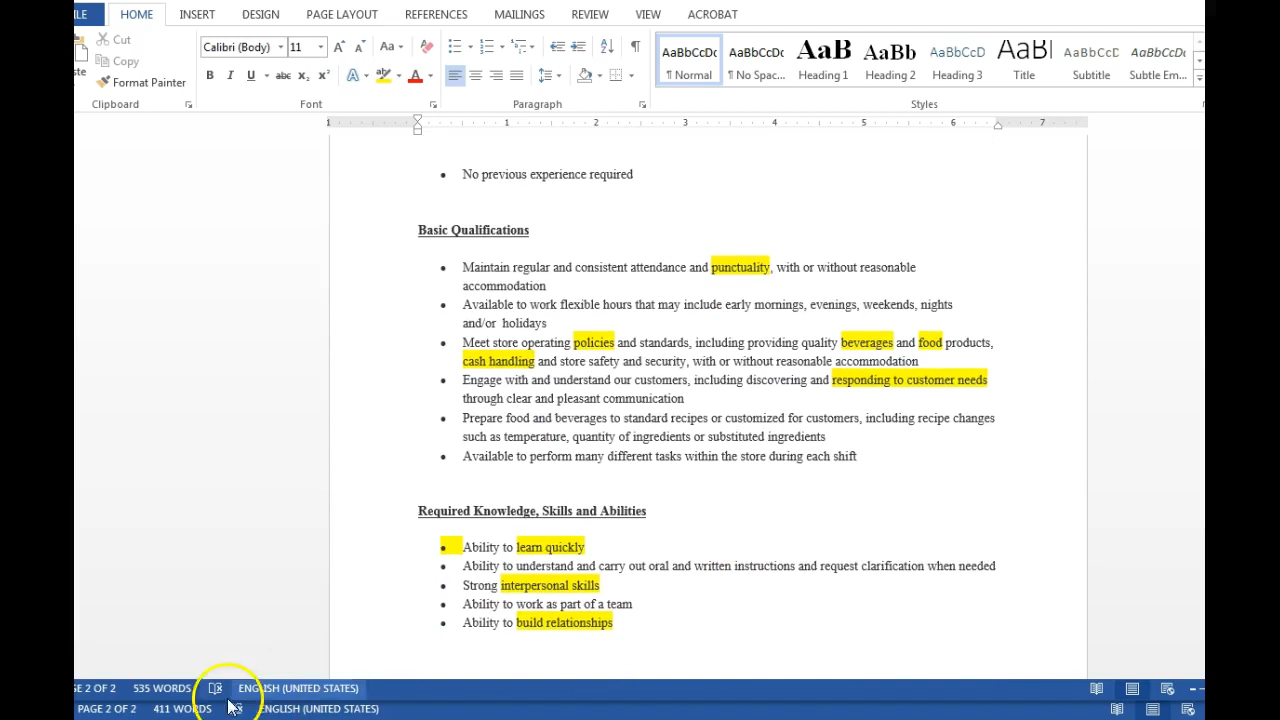 HOME INSERT DESIGN PAGE LAYOUT REFERENCES MAILINGS REVIEW VIEW ACROBAT
Cut
Copy
Format Painter
Clipboard
Calibri (Body) 11
Font
Paragraph
AaBbCcDc AaBbCcDc AaB AaBb AaBbCcD AaBl AaBbCcD AaBbCcDc
¶ Normal ¶ No Spac... Heading 1 Heading 2 Heading 3 Title Subtitle Subtle Em...
Styles
1 1 2 3 4 5 6 7
• No previous experience required
Basic Qualifications
• Maintain regular and consistent attendance and punctuality, with or without reasonable
accommodation
• Available to work flexible hours that may include early mornings, evenings, weekends, nights
and/or holidays
• Meet store operating policies and standards, including providing quality beverages and food products,
cash handling and store safety and security, with or without reasonable accommodation
• Engage with and understand our customers, including discovering and responding to customer needs
through clear and pleasant communication
• Prepare food and beverages to standard recipes or customized for customers, including recipe changes
such as temperature, quantity of ingredients or substituted ingredients
• Available to perform many different tasks within the store during each shift
Required Knowledge, Skills and Abilities
• Ability to learn quickly
• Ability to understand and carry out oral and written instructions and request clarification when needed
• Strong interpersonal skills
• Ability to work as part of a team
• Ability to build relationships
GE 2 OF 2 535 WORDS ENGLISH (UNITED STATES)
PAGE 2 OF 2 411 WORDS ENGLISH (UNITED STATES)